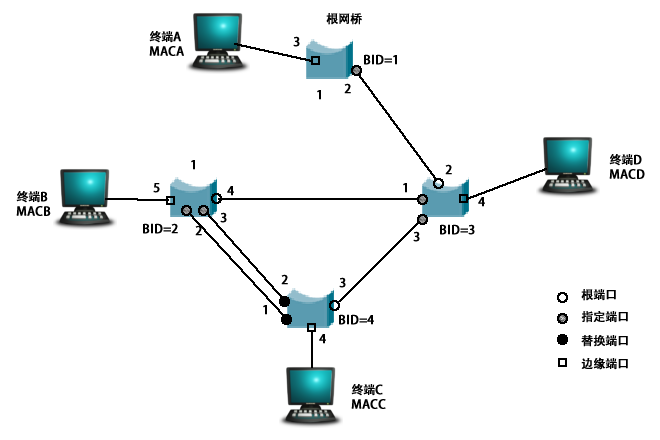 根网桥
终端A
MACA
3
BID=1
1
2
终端D
MACD
1
2
终端B
MACB
5
4
1
4
BID=2
2
3
3
BID=3
2
3
1
BID=4
4
根端口
指定端口
替换端口
边缘端口
终端C
MACC